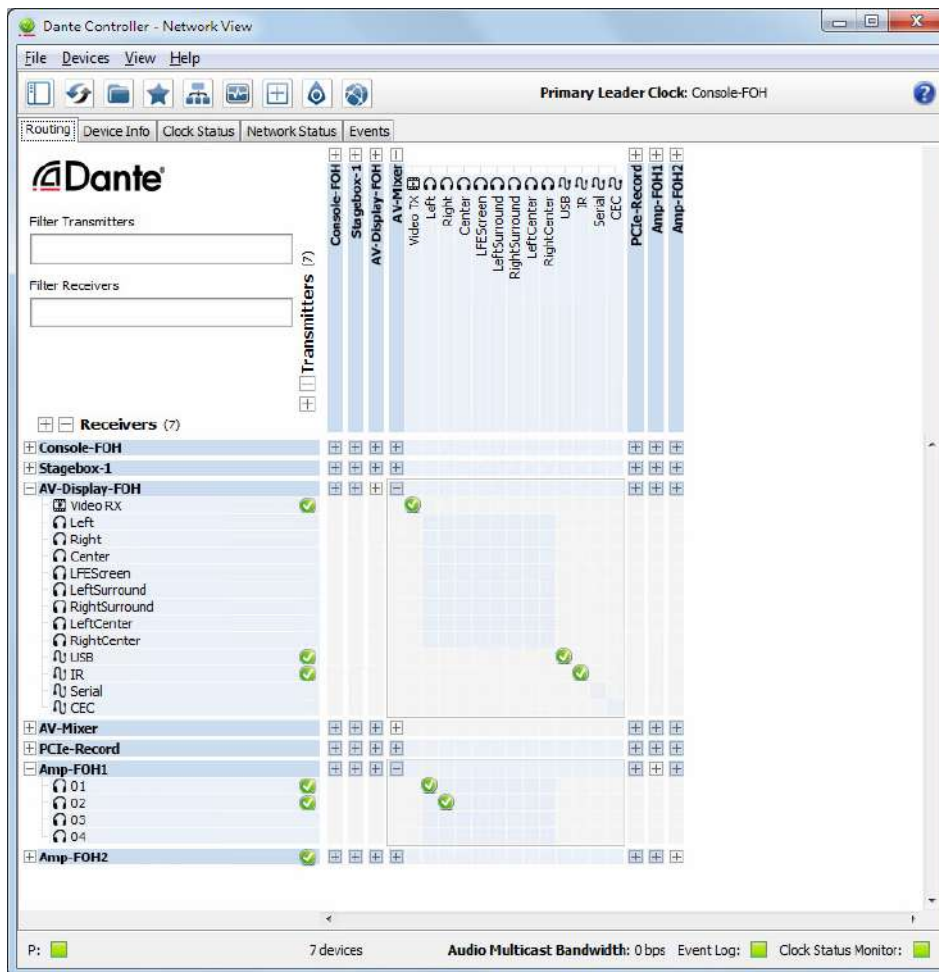 Dante Controller - Network View
File Devices View Help
Primary Leader Clock: Console-FOH
Routing Device Info Clock Status Network Status Events
Dante
Filter Transmitters
Filter Receivers
Transmitters (7)
Console-FOH
Stagebox-1
AV-Display-FOH
AV-Mixer
Video TX
Left
Right
Center
LFEScreen
LeftSurround
RightSurround
LeftCenter
RightCenter
USB
IR
Serial
CEC
PCIe-Record
Amp-FOH1
Amp-FOH2
Receivers (7)
Console-FOH
Stagebox-1
AV-Display-FOH
Video RX
Left
Right
Center
LFEScreen
LeftSurround
RightSurround
LeftCenter
RightCenter
USB
IR
Serial
CEC
AV-Mixer
PCIe-Record
Amp-FOH1
01
02
03
04
Amp-FOH2
P: 7 devices Audio Multicast Bandwidth: 0 bps Event Log: Clock Status Monitor: